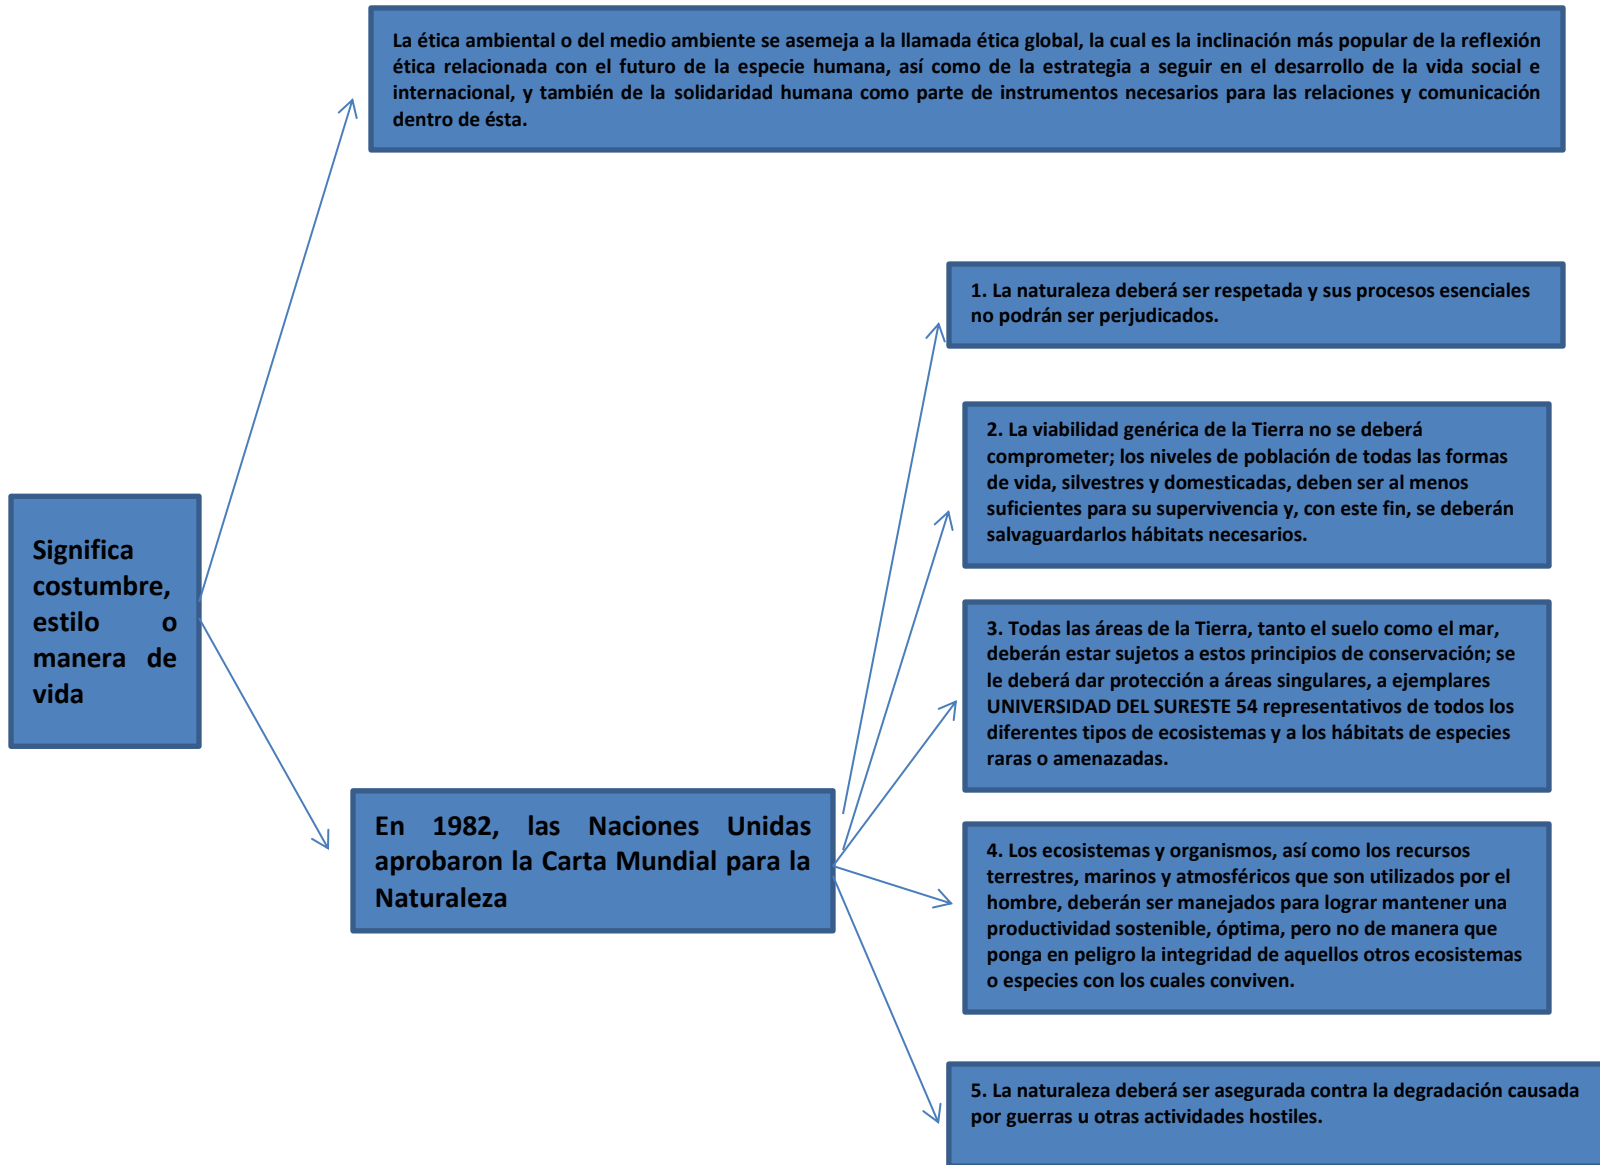 La ética ambiental o del medio ambiente se asemeja a la llamada ética global, la cual es la inclinación más popular de la reflexión
ética relacionada con el futuro de la especie humana, así como de la estrategia a seguir en el desarrollo de la vida social e
internacional, y también de la solidaridad humana como parte de instrumentos necesarios para las relaciones y comunicación
dentro de ésta.
1. La naturaleza deberá ser respetada y sus procesos esenciales
no podrán ser perjudicados.
2. La viabilidad genérica de la Tierra no se deberá
comprometer; los niveles de población de todas las formas
de vida, silvestres y domesticadas, deben ser al menos
suficientes para su supervivencia y, con este fin, se deberán
salvaguardarlos hábitats necesarios.
Significa
costumbre,
estilo o
manera de
vida
3. Todas las áreas de la Tierra, tanto el suelo como el mar,
deberán estar sujetos a estos principios de conservación; se
le deberá dar protección a áreas singulares, a ejemplares
UNIVERSIDAD DEL SURESTE 54 representativos de todos los
diferentes tipos de ecosistemas y a los hábitats de especies
raras o amenazadas.
En 1982, las Naciones Unidas
aprobaron la Carta Mundial para la
Naturaleza
4. Los ecosistemas y organismos, así como los recursos
terrestres, marinos y atmosféricos que son utilizados por el
hombre, deberán ser manejados para lograr mantener una
productividad sostenible, óptima, pero no de manera que
ponga en peligro la integridad de aquellos otros ecosistemas
o especies con los cuales conviven.
5. La naturaleza deberá ser asegurada contra la degradación causada
por guerras u otras actividades hostiles.